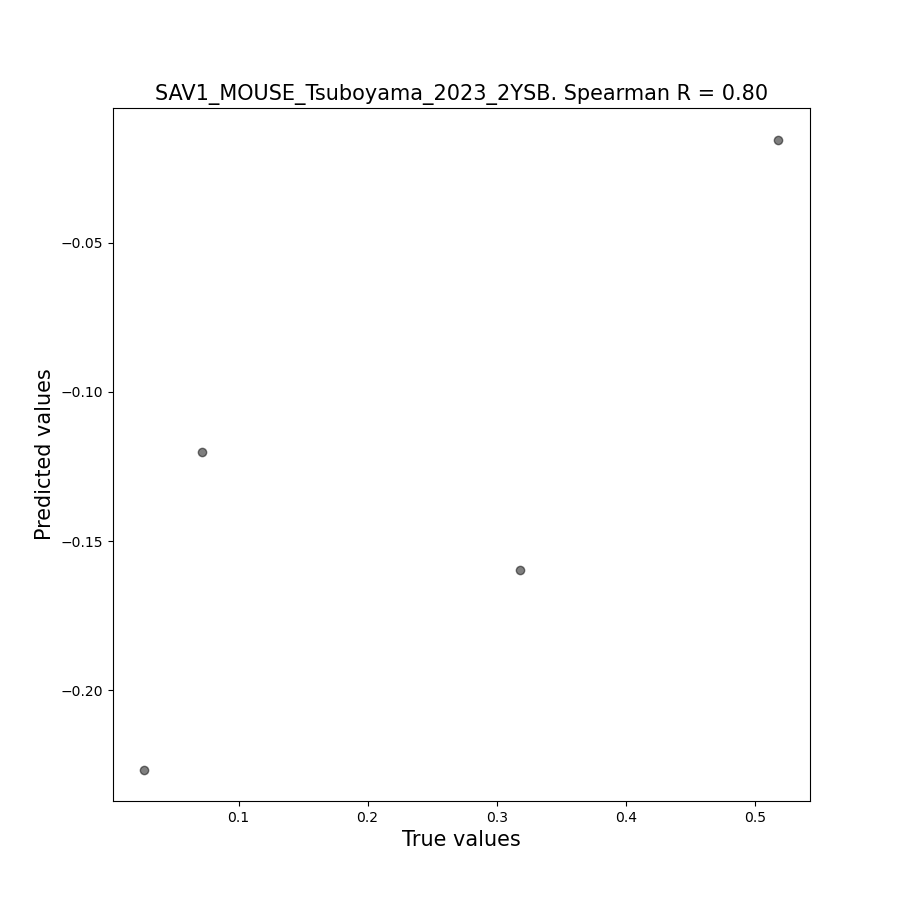 SAV1_MOUSE_Tsuboyama_2023_2YSB. Spearman R = 0.80
−0.05
−0.10
−0.15
−0.20
Predicted values
0.1 0.2 0.3 0.4 0.5
True values